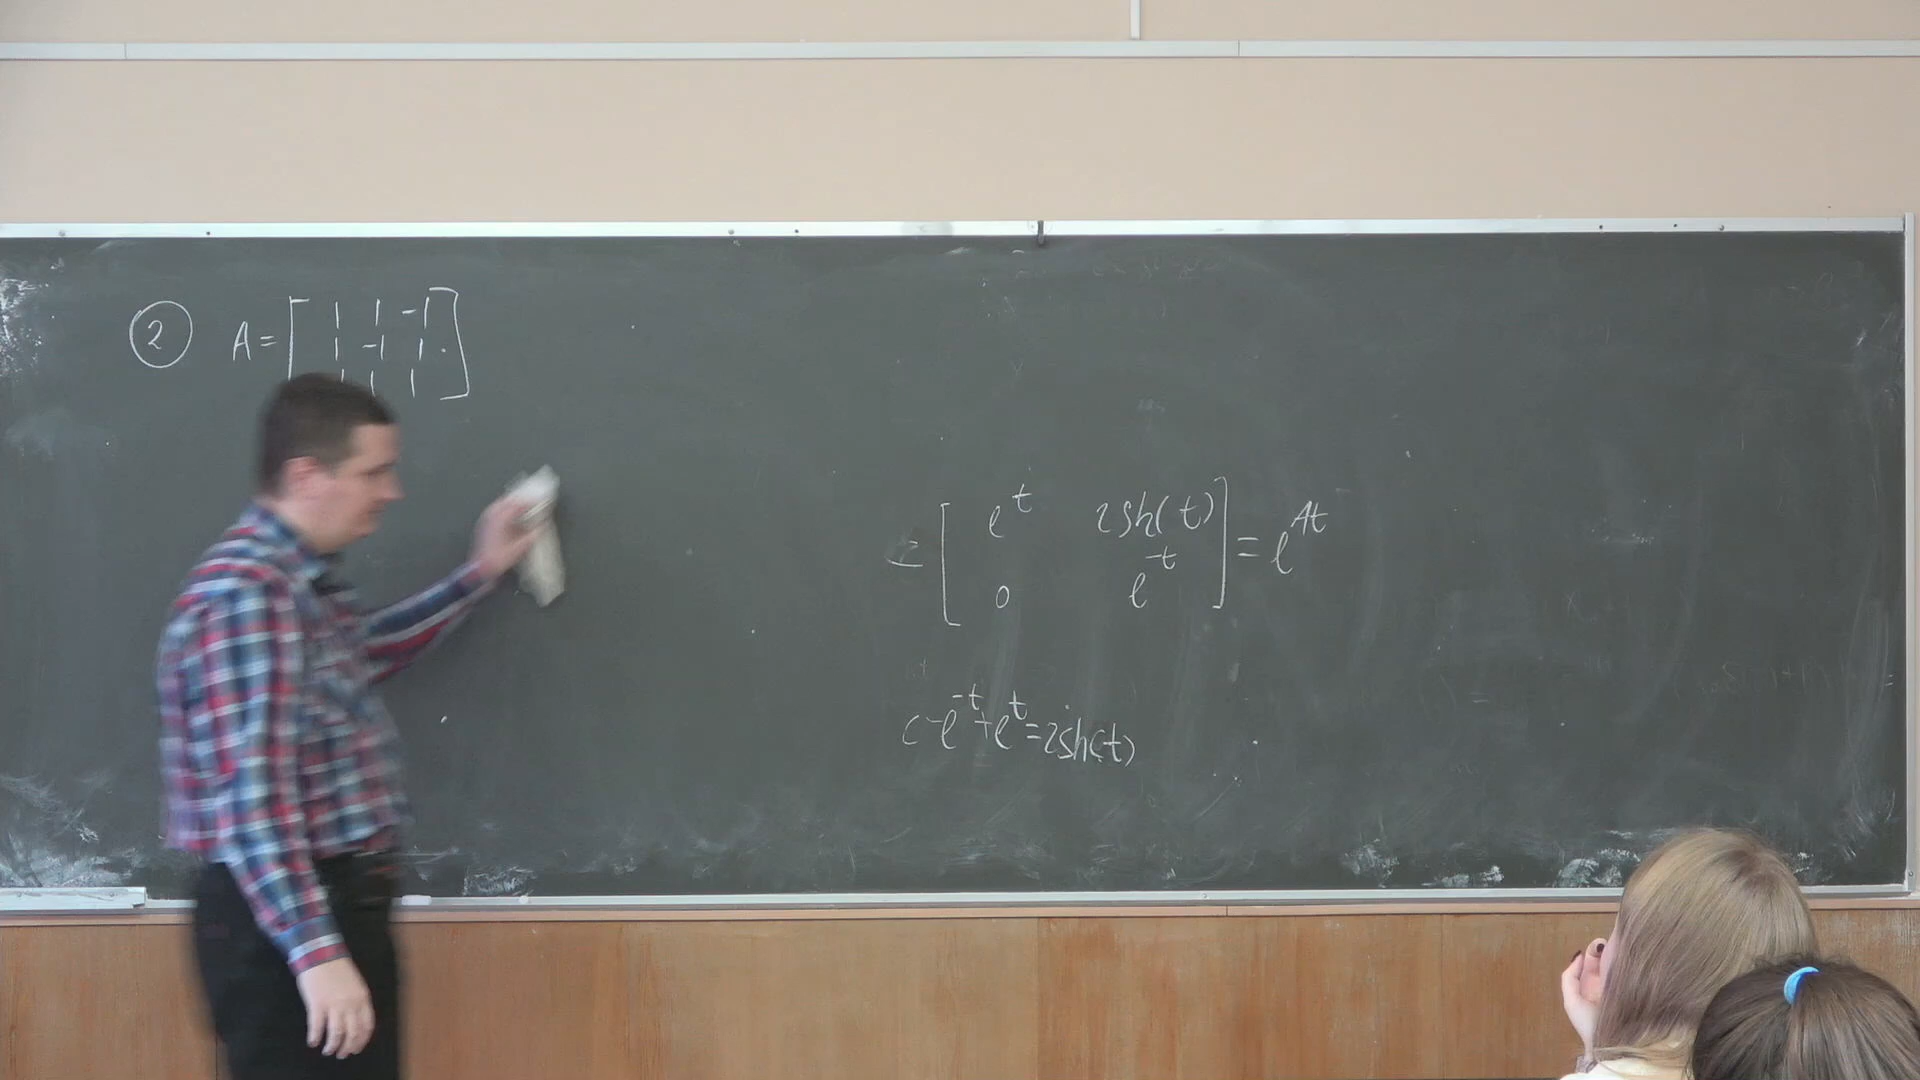 ② A = [ 1 1 -1
1 -1 1
1 1 1 ]
= [ e^t 2sh(t)
0 e^{-t} ] = e^{At}
c - e^{-t} + e^t = 2sh(t)